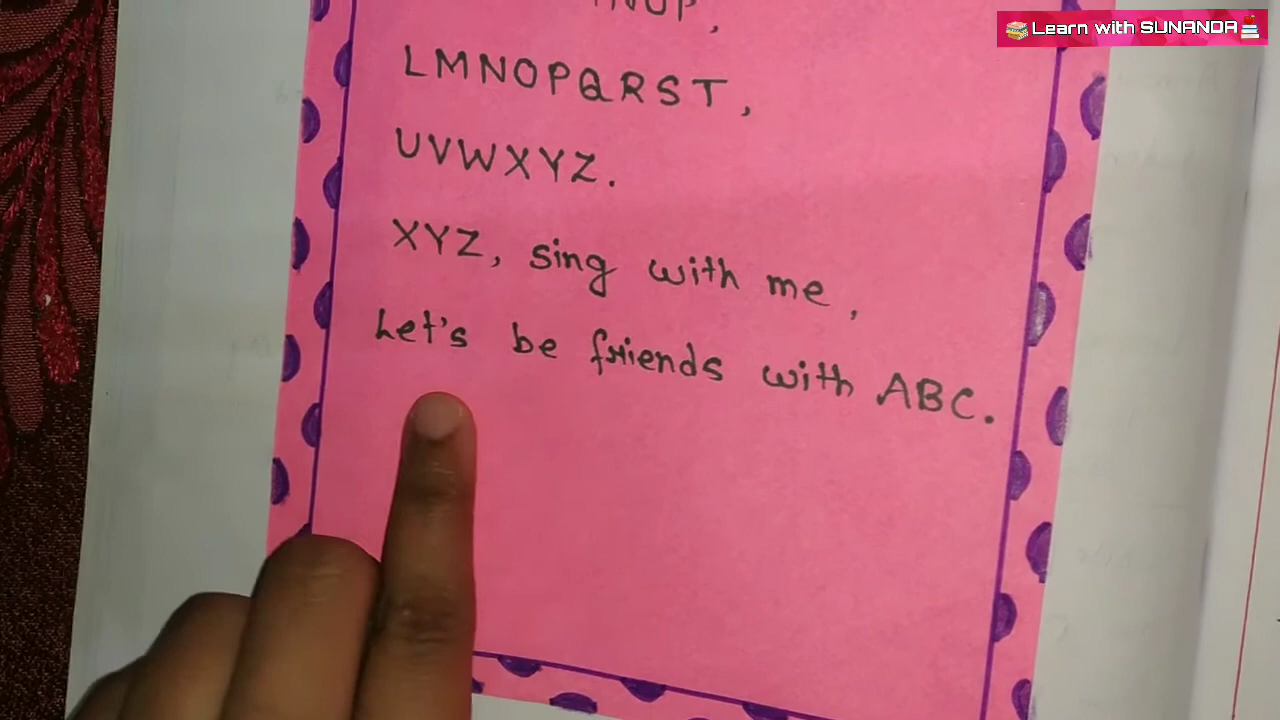 Learn with SUNANDA
LMNOPQRST,
UVWXYZ.
XYZ, sing with me,
Let's be friends with ABC.